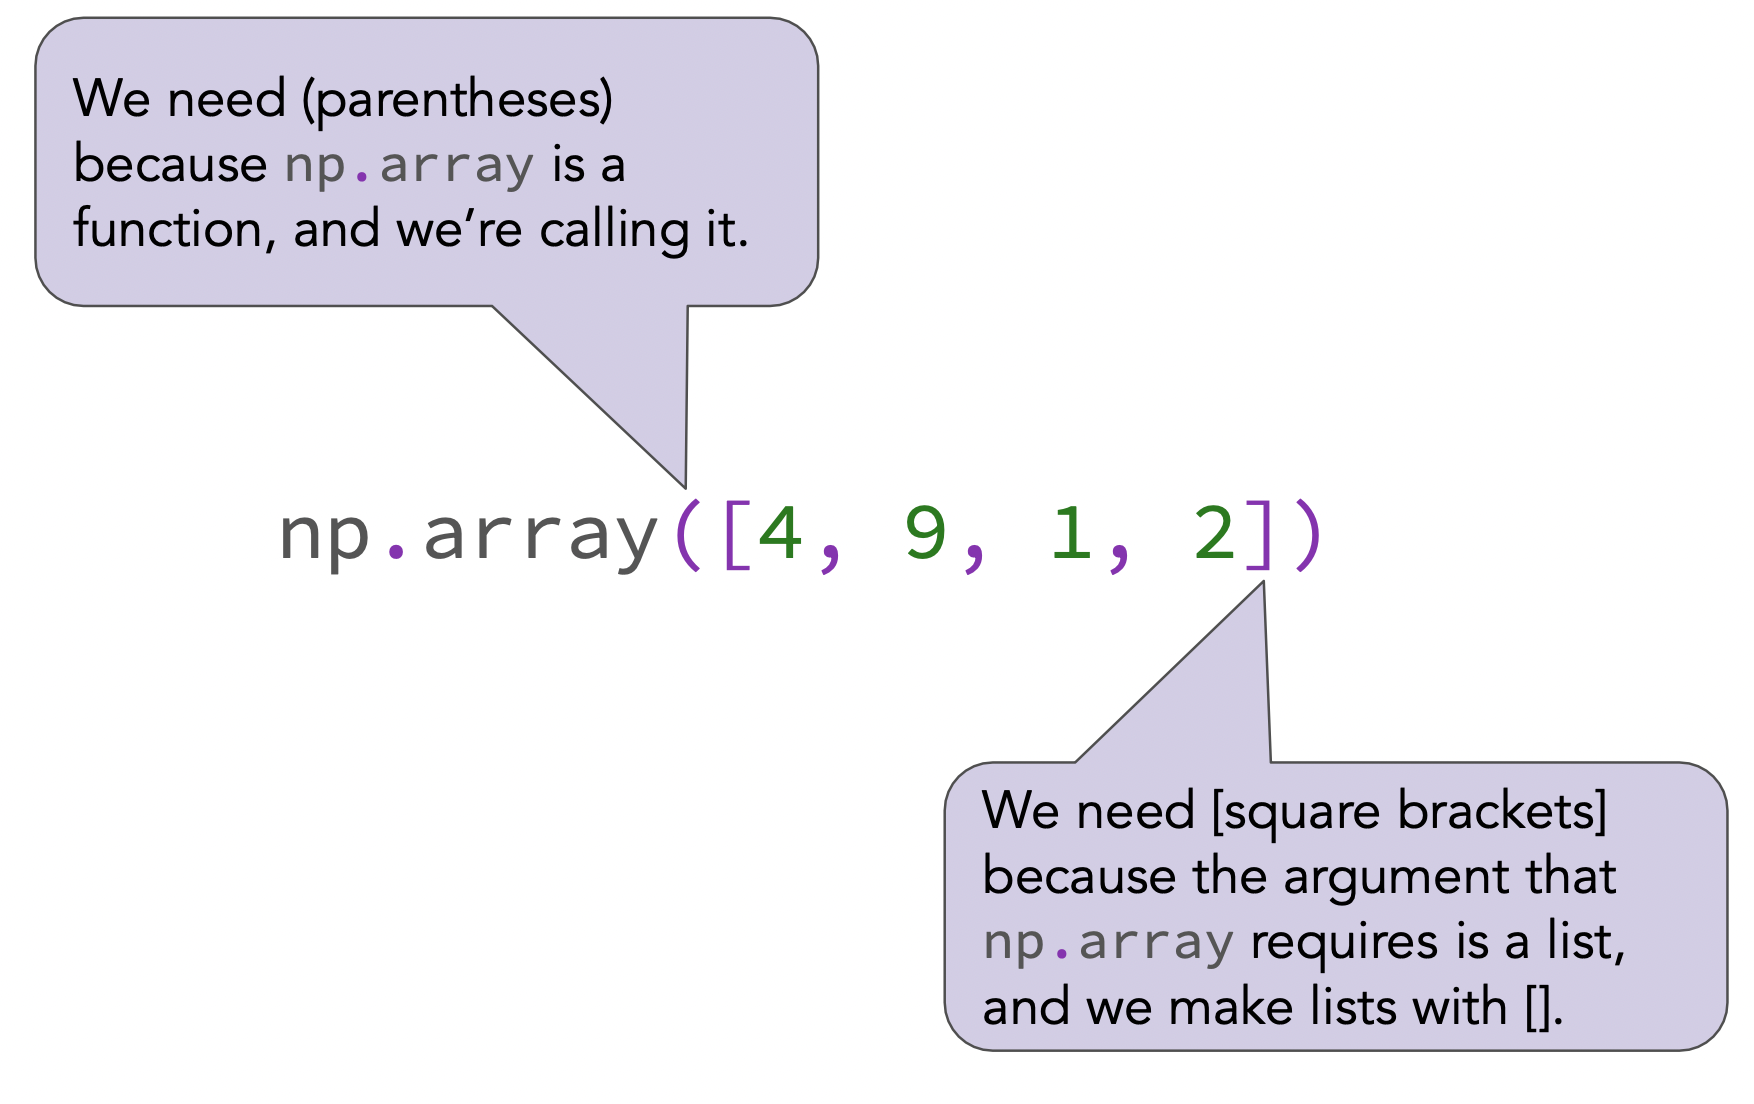 We need (parentheses)
because np.array is a
function, and we’re calling it.
np.array([4, 9, 1, 2])
We need [square brackets]
because the argument that
np.array requires is a list,
and we make lists with [].